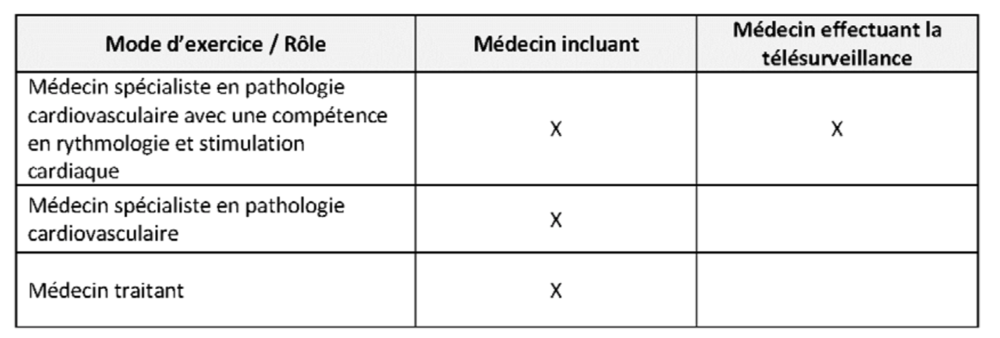 Mode d'exercice / Rôle
Médecin incluant
Médecin effectuant la
télésurveillance
Médecin spécialiste en pathologie
cardiovasculaire avec une compétence
en rythmologie et stimulation
cardiaque
X
X
Médecin spécialiste en pathologie
cardiovasculaire
X
Médecin traitant
X